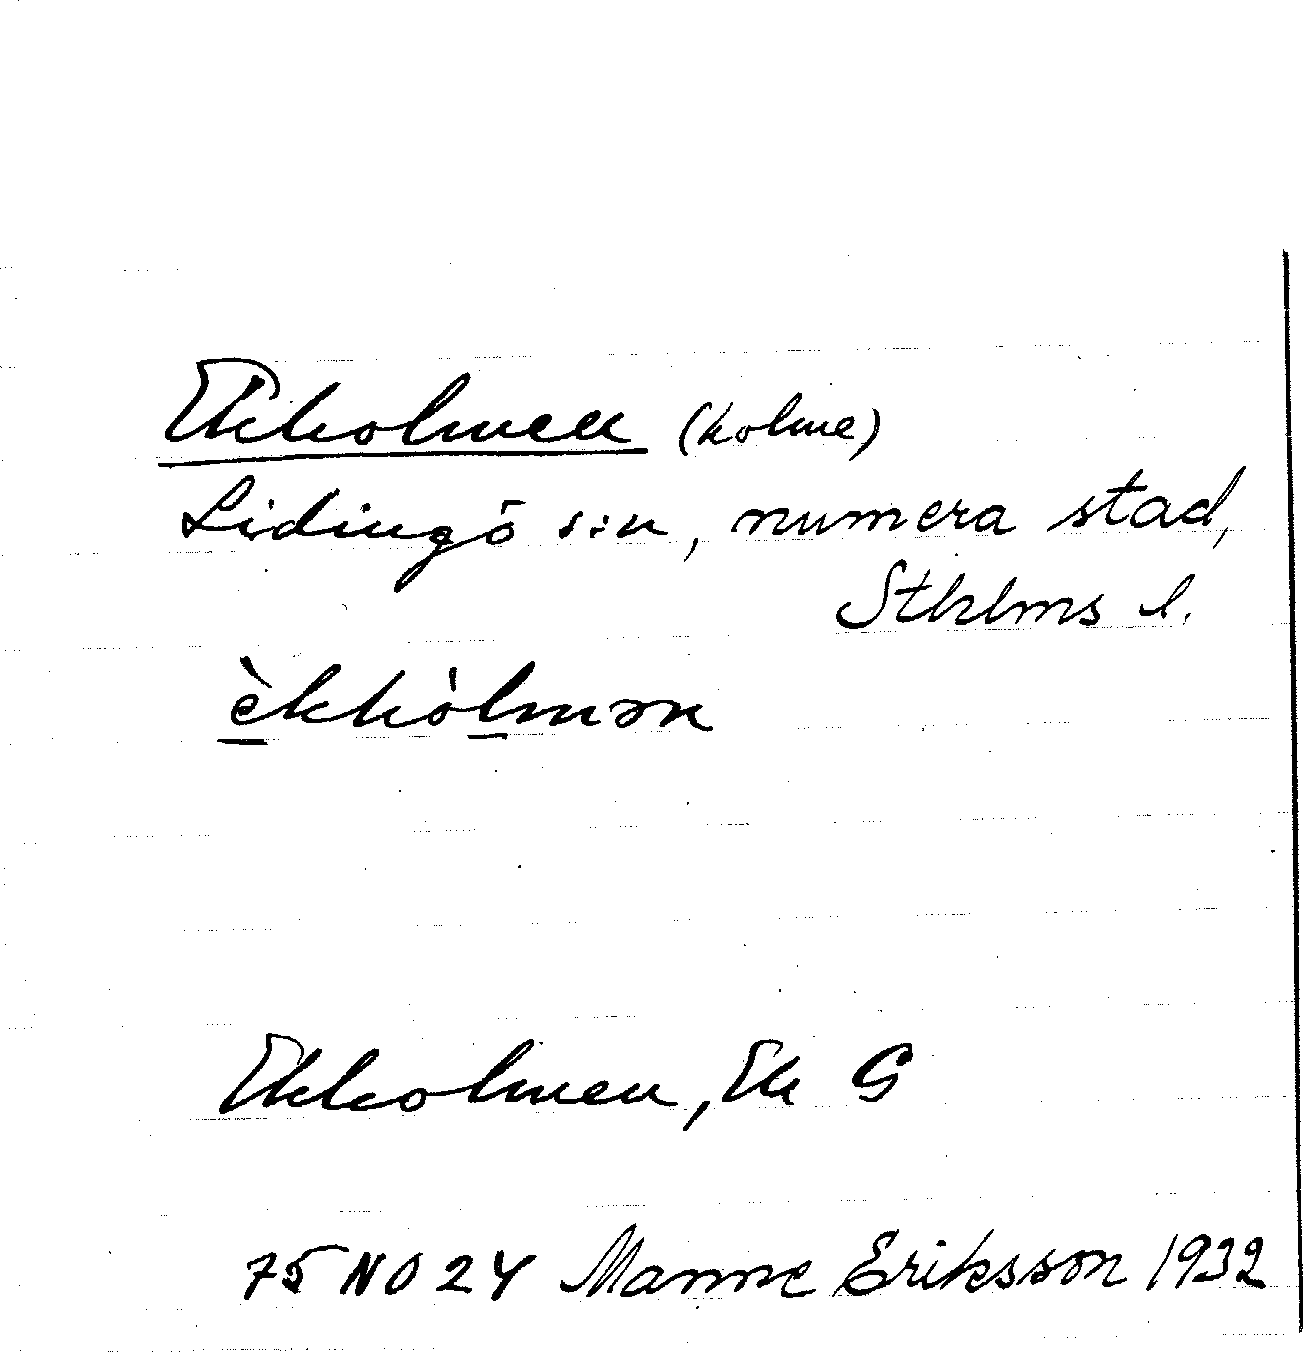 Ekholmen (holme)
Lidingö s:n, numera stad,
Sthlms l.
èkhòlmən
Ekholmen, Ek G
75 NO 24 Manne Eriksson 1932